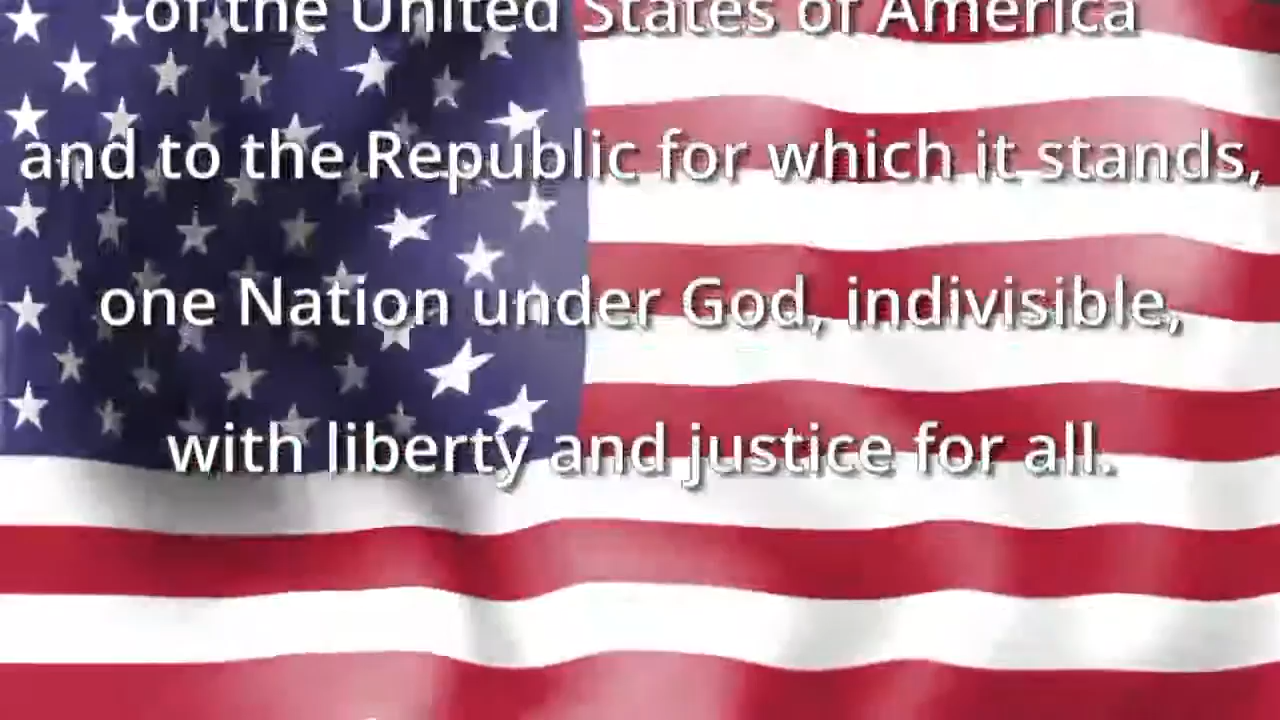 of the United States of America
and to the Republic for which it stands,
one Nation under God, indivisible,
with liberty and justice for all.